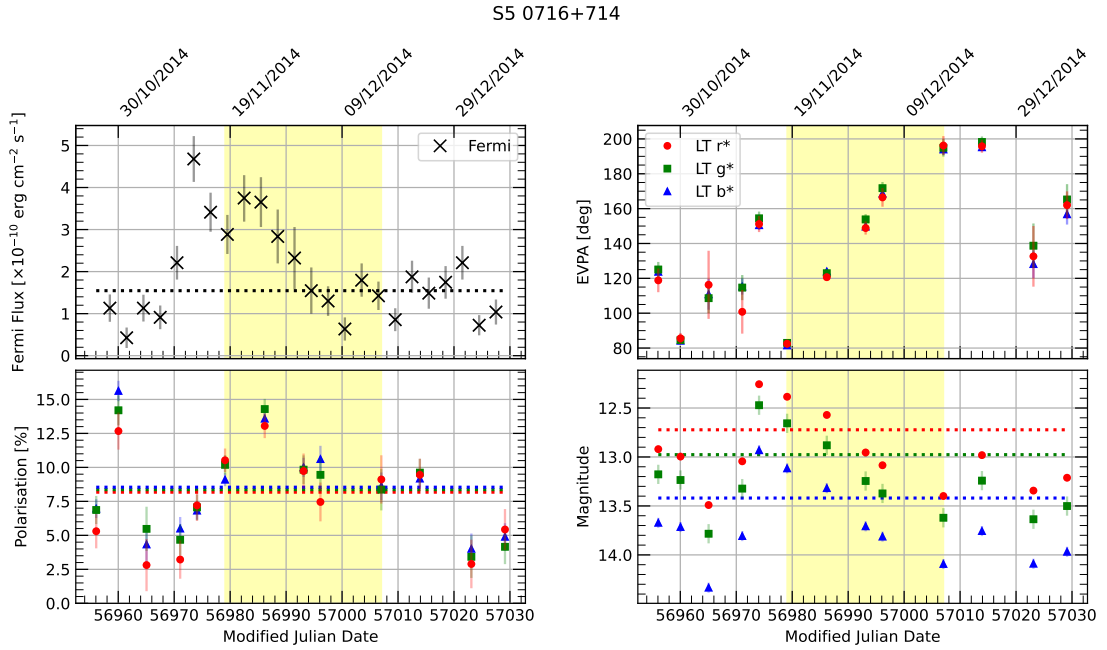 S5 0716+714
30/10/2014 19/11/2014 09/12/2014 29/12/2014
30/10/2014 19/11/2014 09/12/2014 29/12/2014
Fermi Flux [×10⁻¹⁰ erg cm⁻² s⁻¹]
5
4
3
2
1
0
Fermi
EVPA [deg]
200
180
160
140
120
100
80
LT r*
LT g*
LT b*
Polarisation [%]
15.0
12.5
10.0
7.5
5.0
2.5
0.0
56960 56970 56980 56990 57000 57010 57020 57030
Modified Julian Date
Magnitude
12.5
13.0
13.5
14.0
56960 56970 56980 56990 57000 57010 57020 57030
Modified Julian Date